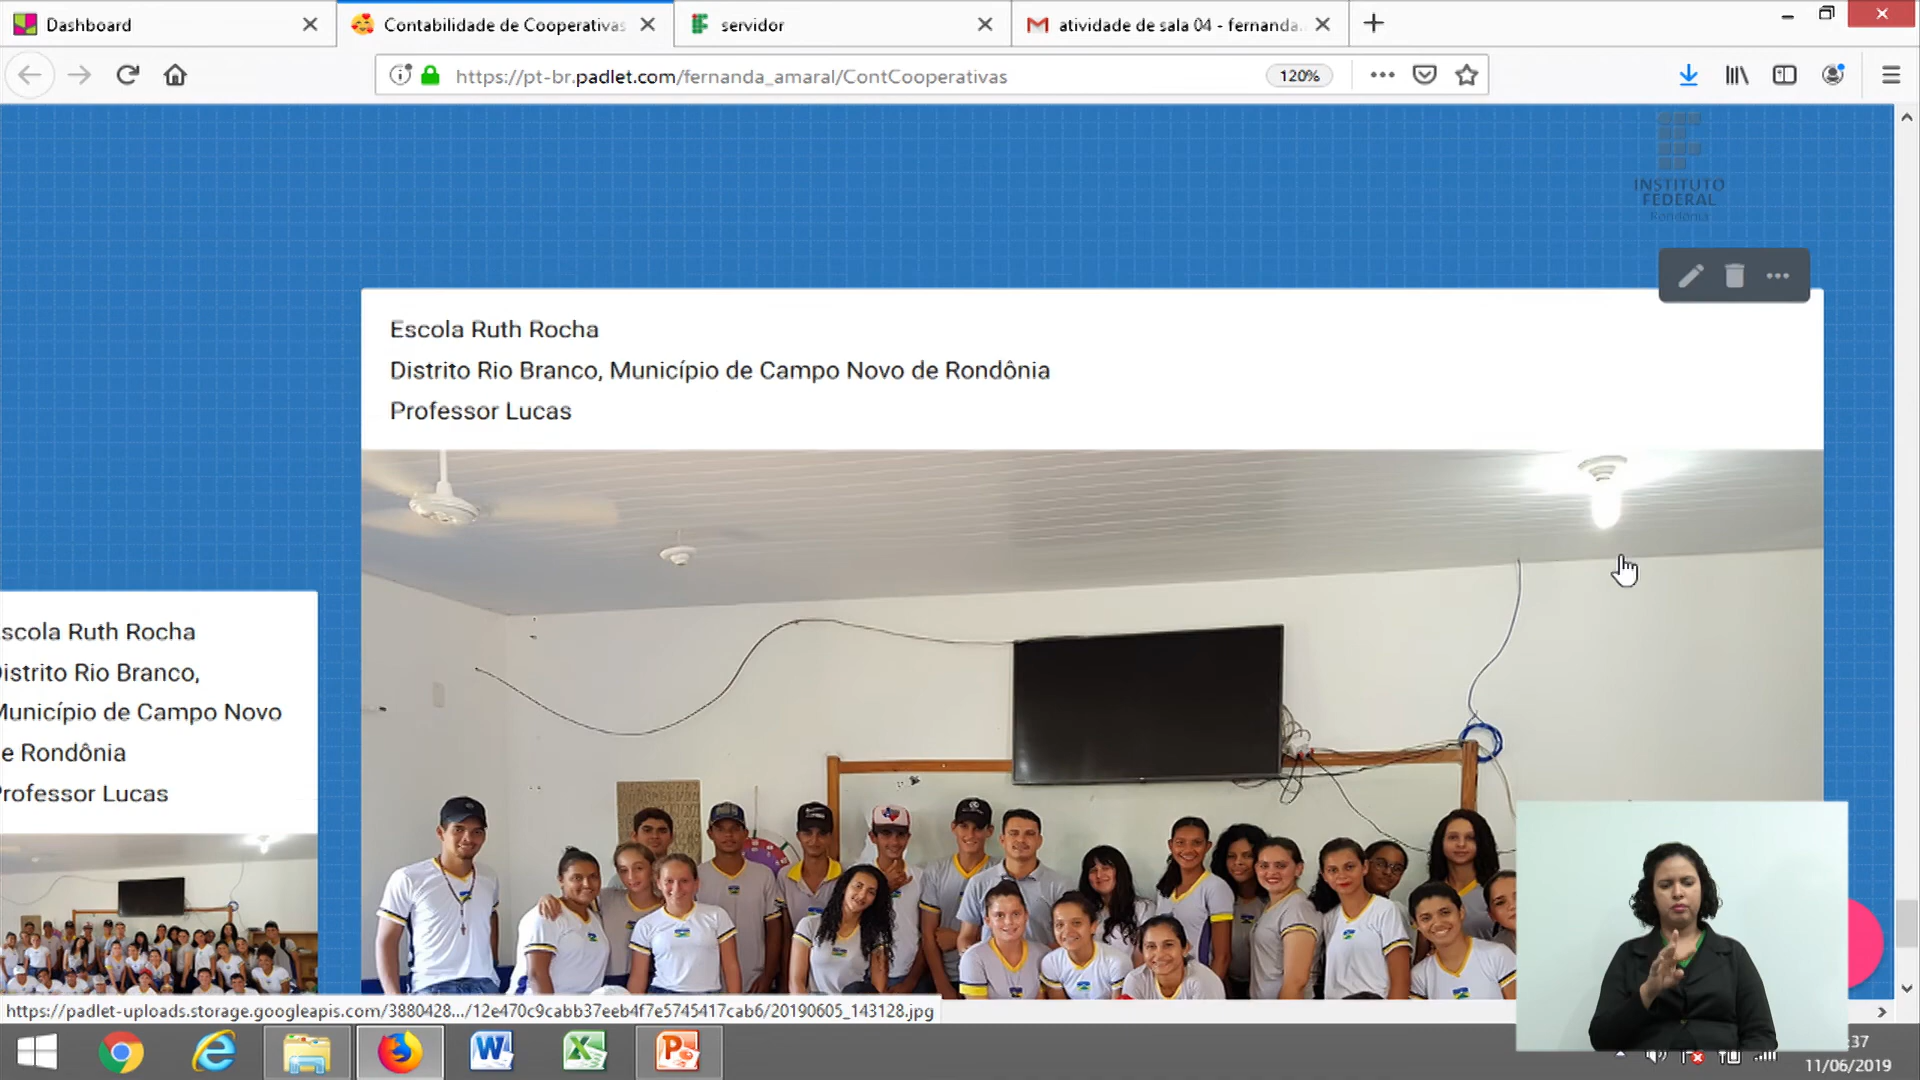 Dashboard
Contabilidade de Cooperativas
servidor
atividade de sala 04 - fernanda.
https://pt-br.padlet.com/fernanda_amaral/ContCooperativas
120%
INSTITUTO
FEDERAL
Rondônia
Escola Ruth Rocha
Distrito Rio Branco, Município de Campo Novo de Rondônia
Professor Lucas
scola Ruth Rocha
istrito Rio Branco,
Município de Campo Novo
e Rondônia
Professor Lucas
https://padlet-uploads.storage.googleapis.com/3880428.../12e470c9cabb37eeb4f7e5745417cab6/20190605_143128.jpg
:37
11/06/2019